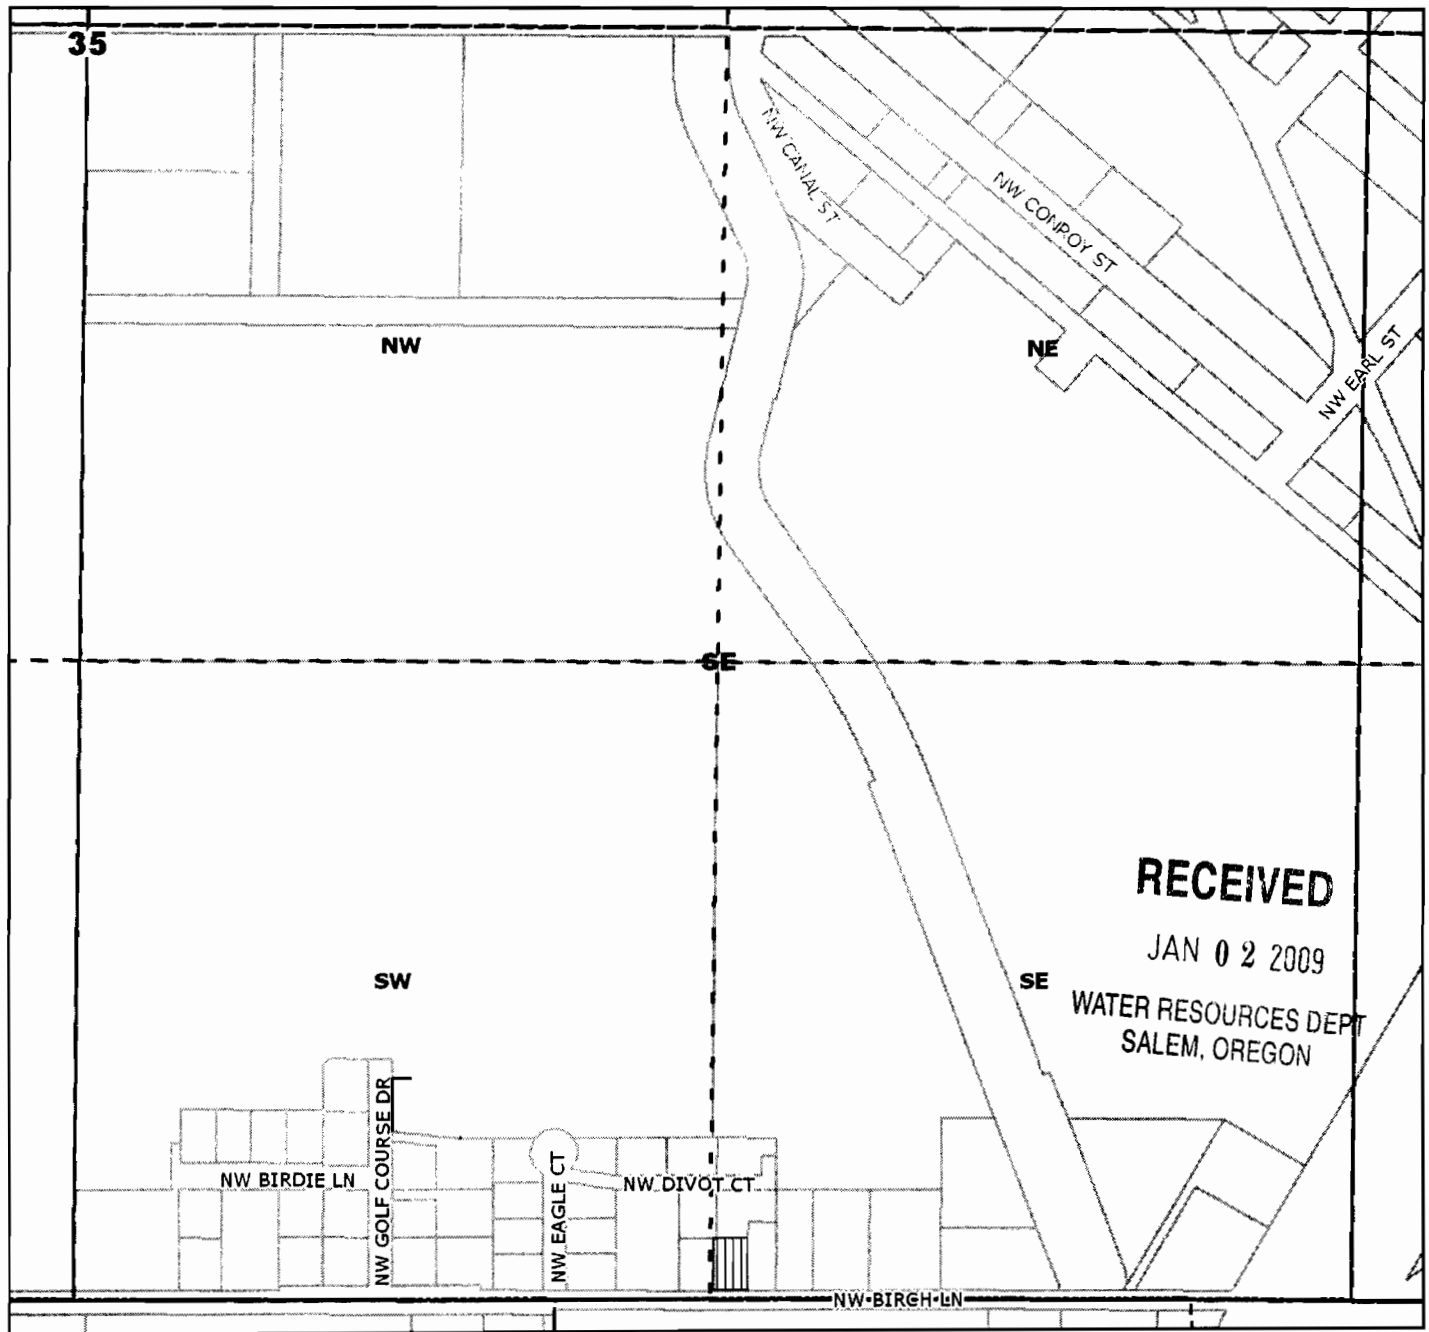 35
NW CANAL ST
NW CONROY ST
NW
NE
NW EARL ST
SE
RECEIVED
JAN 02 2009
SW
SE
WATER RESOURCES DEPT
SALEM, OREGON
NW GOLF COURSE DR
NW BIRDIE LN
NW EAGLE CT
NW DIVOT CT
NW BIRCH LN